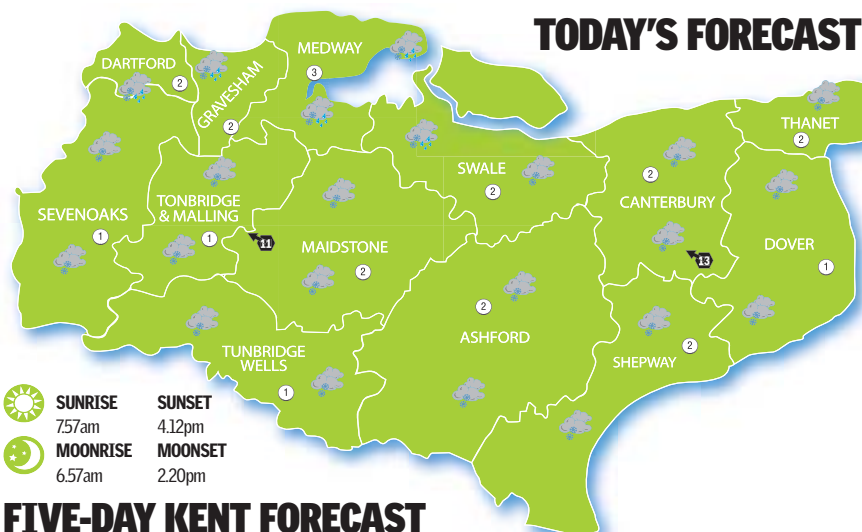 TODAY'S FORECAST
MEDWAY
3
DARTFORD
2
GRAVESHAM
2
THANET
2
SWALE
2
2
CANTERBURY
13
SEVENOAKS
1
TONBRIDGE
& MALLING
1
11
MAIDSTONE
2
DOVER
1
2
ASHFORD
SHEPWAY
2
TUNBRIDGE
WELLS
1
SUNRISE SUNSET
7.57am 4.12pm
MOONRISE MOONSET
6.57am 2.20pm
FIVE-DAY KENT FORECAST